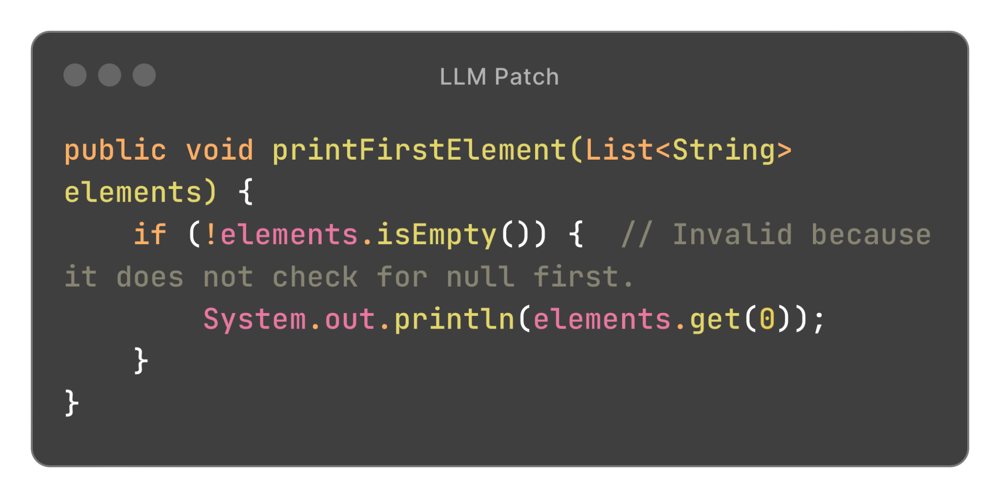 LLM Patch
public void printFirstElement(List<String>
elements) {
    if (!elements.isEmpty()) {  // Invalid because
it does not check for null first.
        System.out.println(elements.get(0));
    }
}